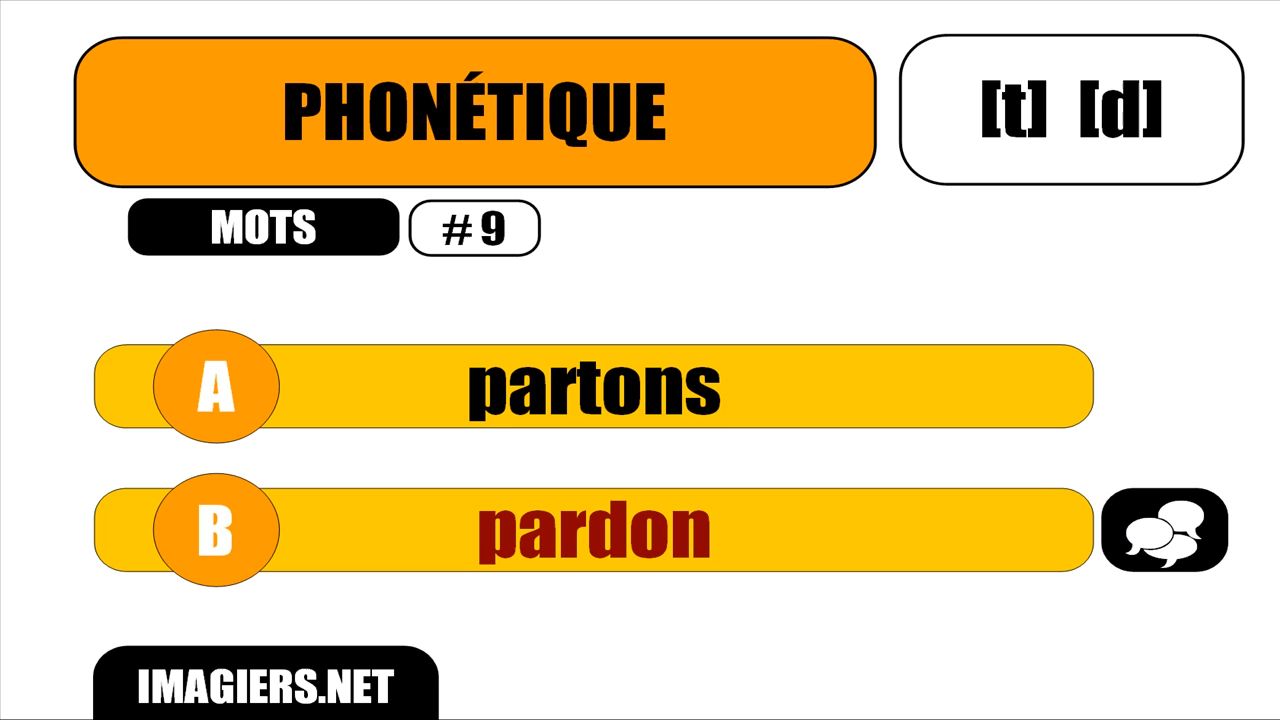 PHONÉTIQUE
[t] [d]
MOTS
# 9
A
partons
B
pardon
IMAGIERS.NET